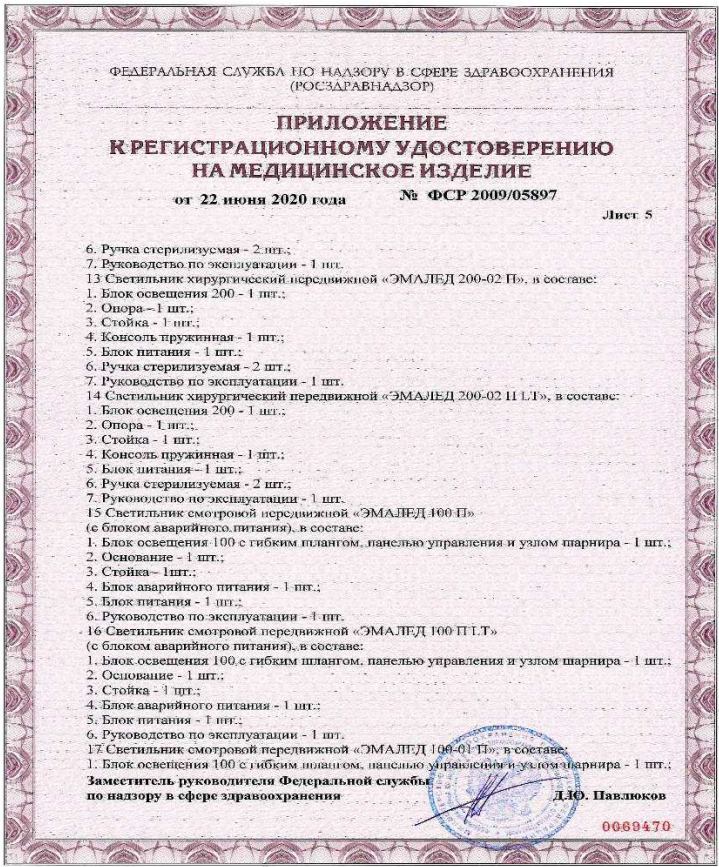 ФЕДЕРАЛЬНАЯ СЛУЖБА ПО НАДЗОРУ В СФЕРЕ ЗДРАВООХРАНЕНИЯ
(РОСЗДРАВНАДЗОР)
ПРИЛОЖЕНИЕ
К РЕГИСТРАЦИОННОМУ УДОСТОВЕРЕНИЮ
НА МЕДИЦИНСКОЕ ИЗДЕЛИЕ
от 22 июня 2020 года № ФСР 2009/05897
Лист 5
6. Ручка стерилизуемая - 2 шт.;
7. Руководство по эксплуатации - 1 шт.
13 Светильник хирургический передвижной «ЭМАЛЕД 200-02 П», в составе:
1. Блок освещения 200 - 1 шт.;
2. Опора - 1 шт.;
3. Стойка - 1 шт.;
4. Консоль пружинная - 1 шт.;
5. Блок питания - 1 шт.;
6. Ручка стерилизуемая - 2 шт.;
7. Руководство по эксплуатации - 1 шт.
14 Светильник хирургический передвижной «ЭМАЛЕД 200-02 П LT», в составе:
1. Блок освещения 200 - 1 шт.;
2. Опора - 1 шт.;
3. Стойка - 1 шт.;
4. Консоль пружинная - 1 шт.;
5. Блок питания - 1 шт.;
6. Ручка стерилизуемая - 2 шт.;
7. Руководство по эксплуатации - 1 шт.
15 Светильник смотровой передвижной «ЭМАЛЕД 100 П»
(с блоком аварийного питания), в составе:
1. Блок освещения 100 с гибким шлангом, панелью управления и узлом шарнира - 1 шт.;
2. Основание - 1 шт.;
3. Стойка - 1шт.;
4. Блок аварийного питания - 1 шт.;
5. Блок питания - 1 шт.;
6. Руководство по эксплуатации - 1 шт.
16 Светильник смотровой передвижной «ЭМАЛЕД 100 П LT»
(с блоком аварийного питания), в составе:
1. Блок освещения 100 с гибким шлангом, панелью управления и узлом шарнира - 1 шт.;
2. Основание - 1 шт.;
3. Стойка - 1 шт.;
4. Блок аварийного питания - 1 шт.;
5. Блок питания - 1 шт.;
6. Руководство по эксплуатации - 1 шт.
17 Светильник смотровой передвижной «ЭМАЛЕД 100-01 П», в составе:
1. Блок освещения 100 с гибким шлангом, панелью управления и узлом шарнира - 1 шт.;
Заместитель руководителя Федеральной службы
по надзору в сфере здравоохранения Д.Ю. Павлюков
0069470